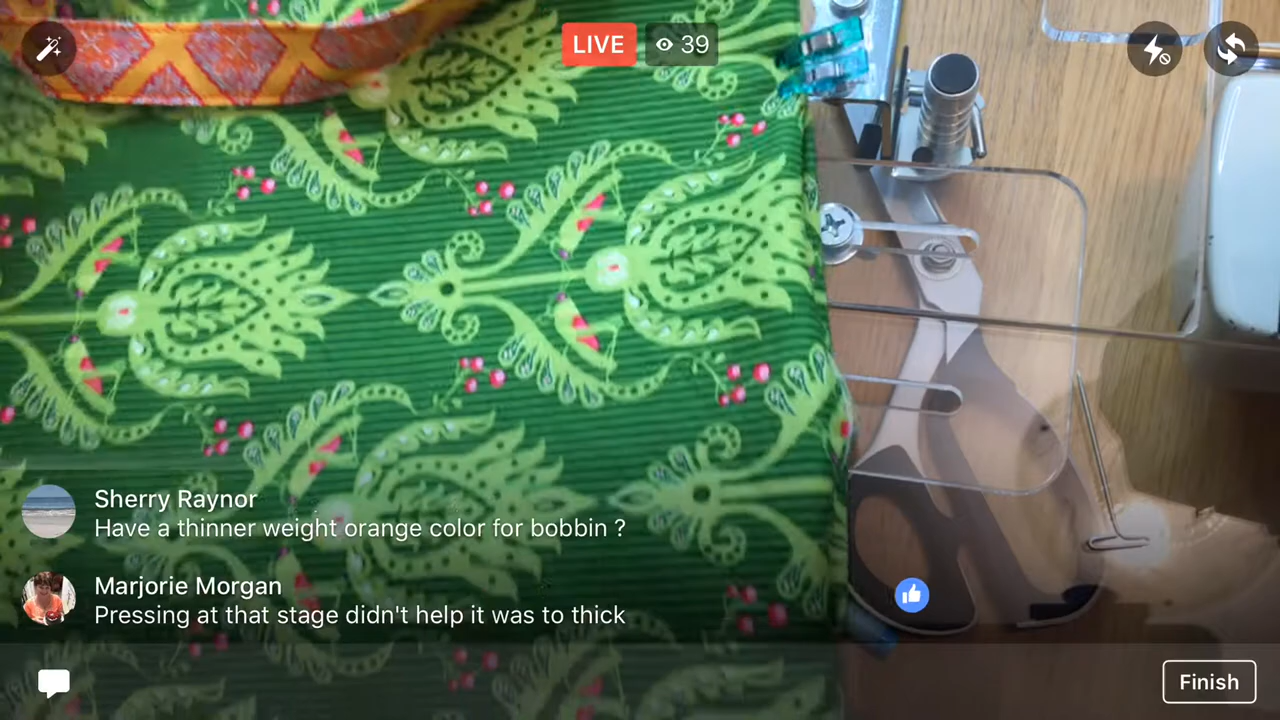 LIVE 39
Sherry Raynor
Have a thinner weight orange color for bobbin ?
Marjorie Morgan
Pressing at that stage didn't help it was to thick
Finish